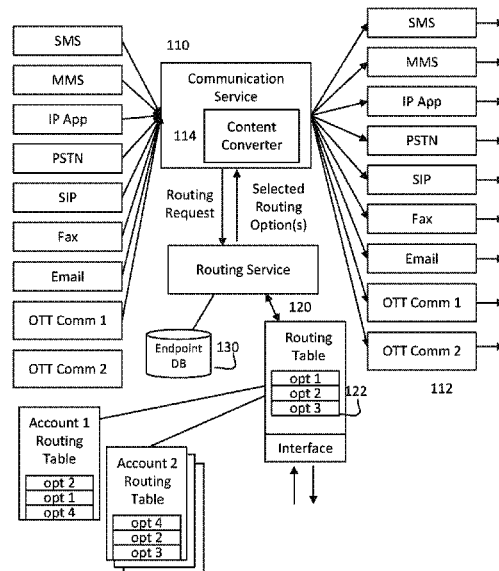 SMS
MMS
IP App
PSTN
SIP
Fax
Email
OTT Comm 1
OTT Comm 2
110
Communication
Service
114
Content
Converter
Routing
Request
Selected
Routing
Option(s)
Routing Service
120
Endpoint
DB
130
Routing
Table
opt 1
opt 2
opt 3
122
Interface
SMS
MMS
IP App
PSTN
SIP
Fax
Email
OTT Comm 1
OTT Comm 2
112
Account 1
Routing
Table
opt 2
opt 1
opt 4
Account 2
Routing
Table
opt 4
opt 2
opt 3